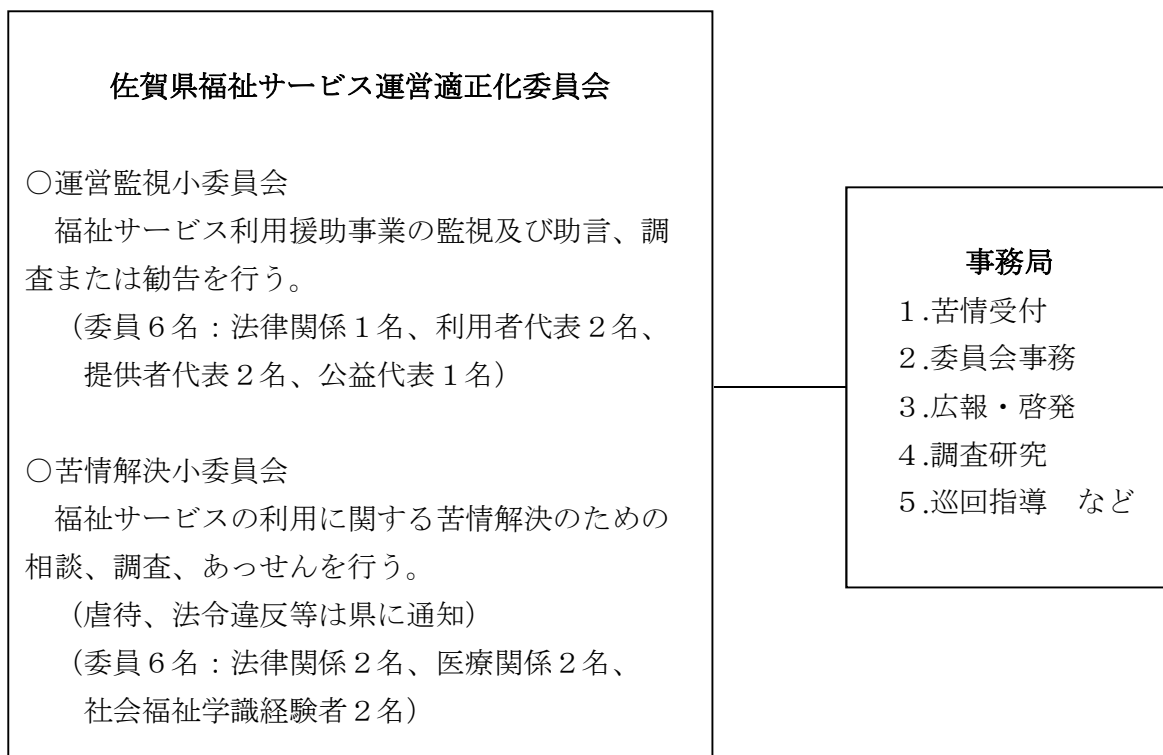 佐賀県福祉サービス運営適正化委員会
○運営監視小委員会
福祉サービス利用援助事業の監視及び助言、調
査または勧告を行う。
（委員６名：法律関係１名、利用者代表２名、
提供者代表２名、公益代表１名）
○苦情解決小委員会
福祉サービスの利用に関する苦情解決のための
相談、調査、あっせんを行う。
（虐待、法令違反等は県に通知）
（委員６名：法律関係２名、医療関係２名、
社会福祉学識経験者２名）
事務局
１.苦情受付
２.委員会事務
３.広報・啓発
４.調査研究
５.巡回指導　など